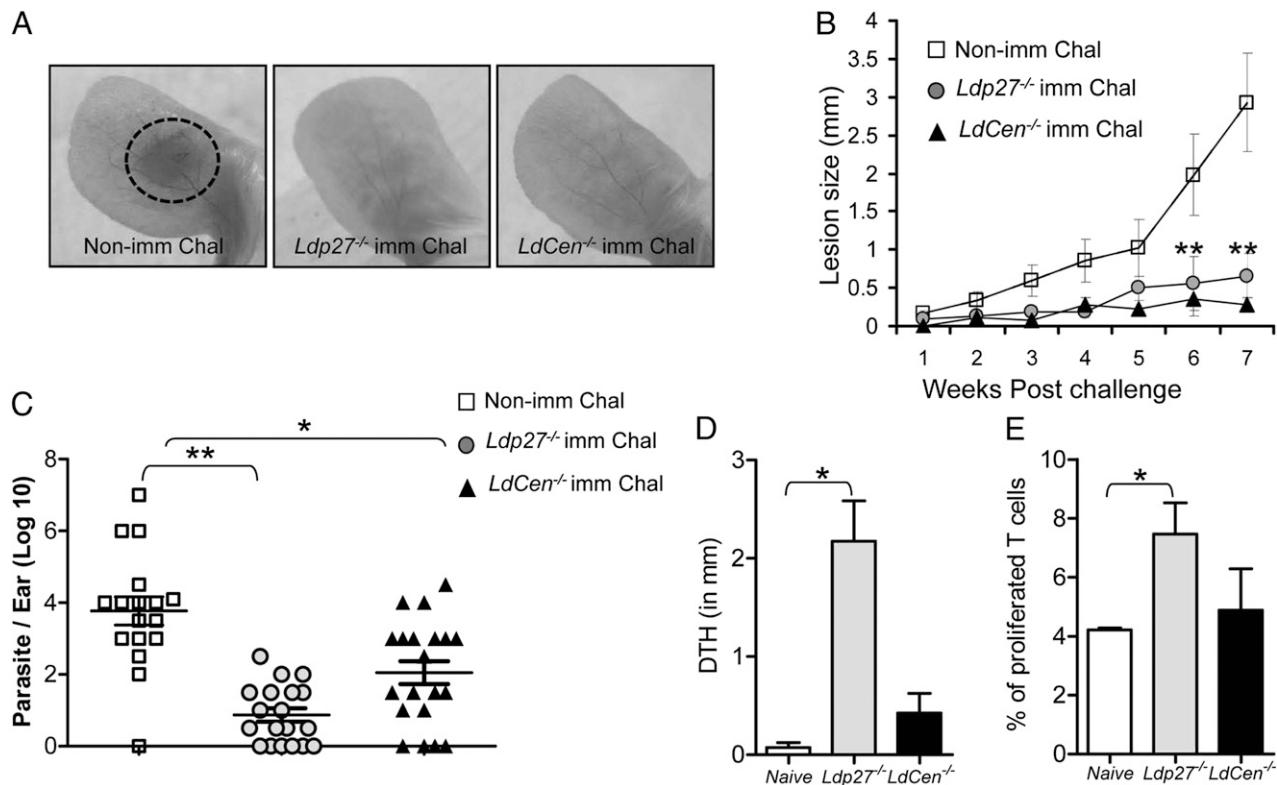 A
Non-imm Chal
Ldp27-/- imm Chal
LdCen-/- imm Chal
B
Lesion size (mm)
4
3.5
3
2.5
2
1.5
1
0.5
0
Non-imm Chal
Ldp27-/- imm Chal
LdCen-/- imm Chal
** **
1 2 3 4 5 6 7
Weeks Post challenge
C
Non-imm Chal
Ldp27-/- imm Chal
LdCen-/- imm Chal
*
**
Parasite / Ear (Log 10)
8
6
4
2
0
D
DTH (in mm)
3
2
1
0
*
Naive Ldp27-/- LdCen-/-
E
% of proliferated T cells
10
8
6
4
2
0
*
Naive Ldp27-/- LdCen-/-